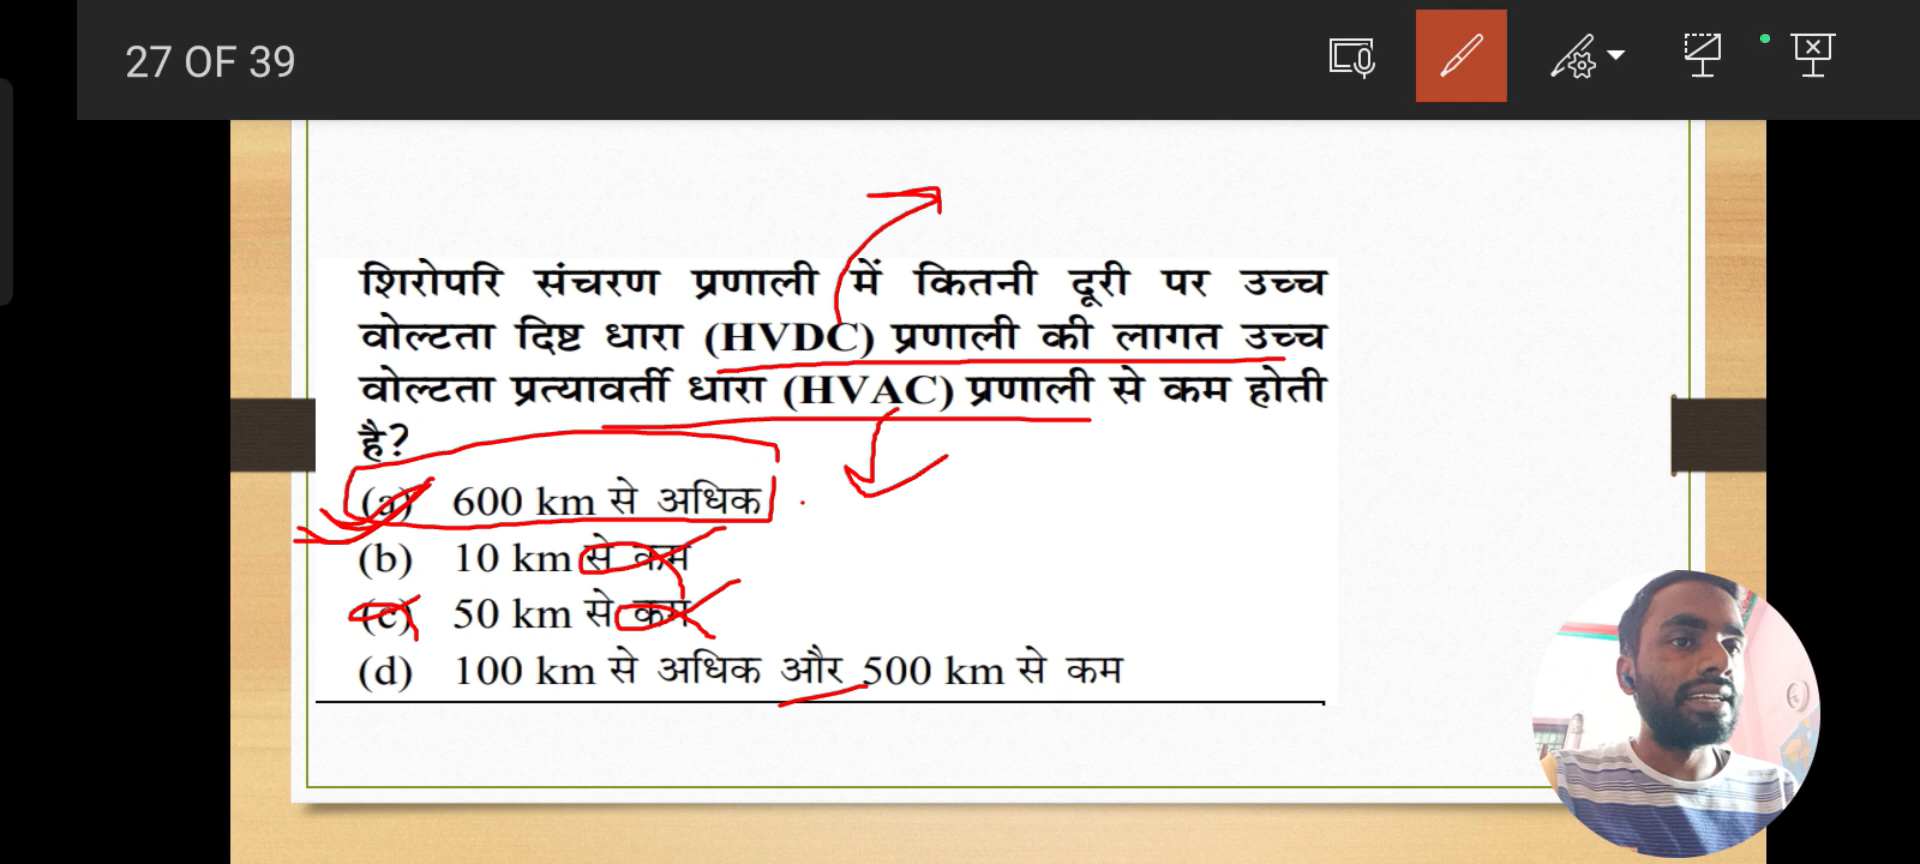 27 OF 39
शिरोपरि संचरण प्रणाली में कितनी दूरी पर उच्च
वोल्टता दिष्ट धारा (HVDC) प्रणाली की लागत उच्च
वोल्टता प्रत्यावर्ती धारा (HVAC) प्रणाली से कम होती
है?
(a) 600 km से अधिक
(b) 10 km से कम
(c) 50 km से कम
(d) 100 km से अधिक और 500 km से कम